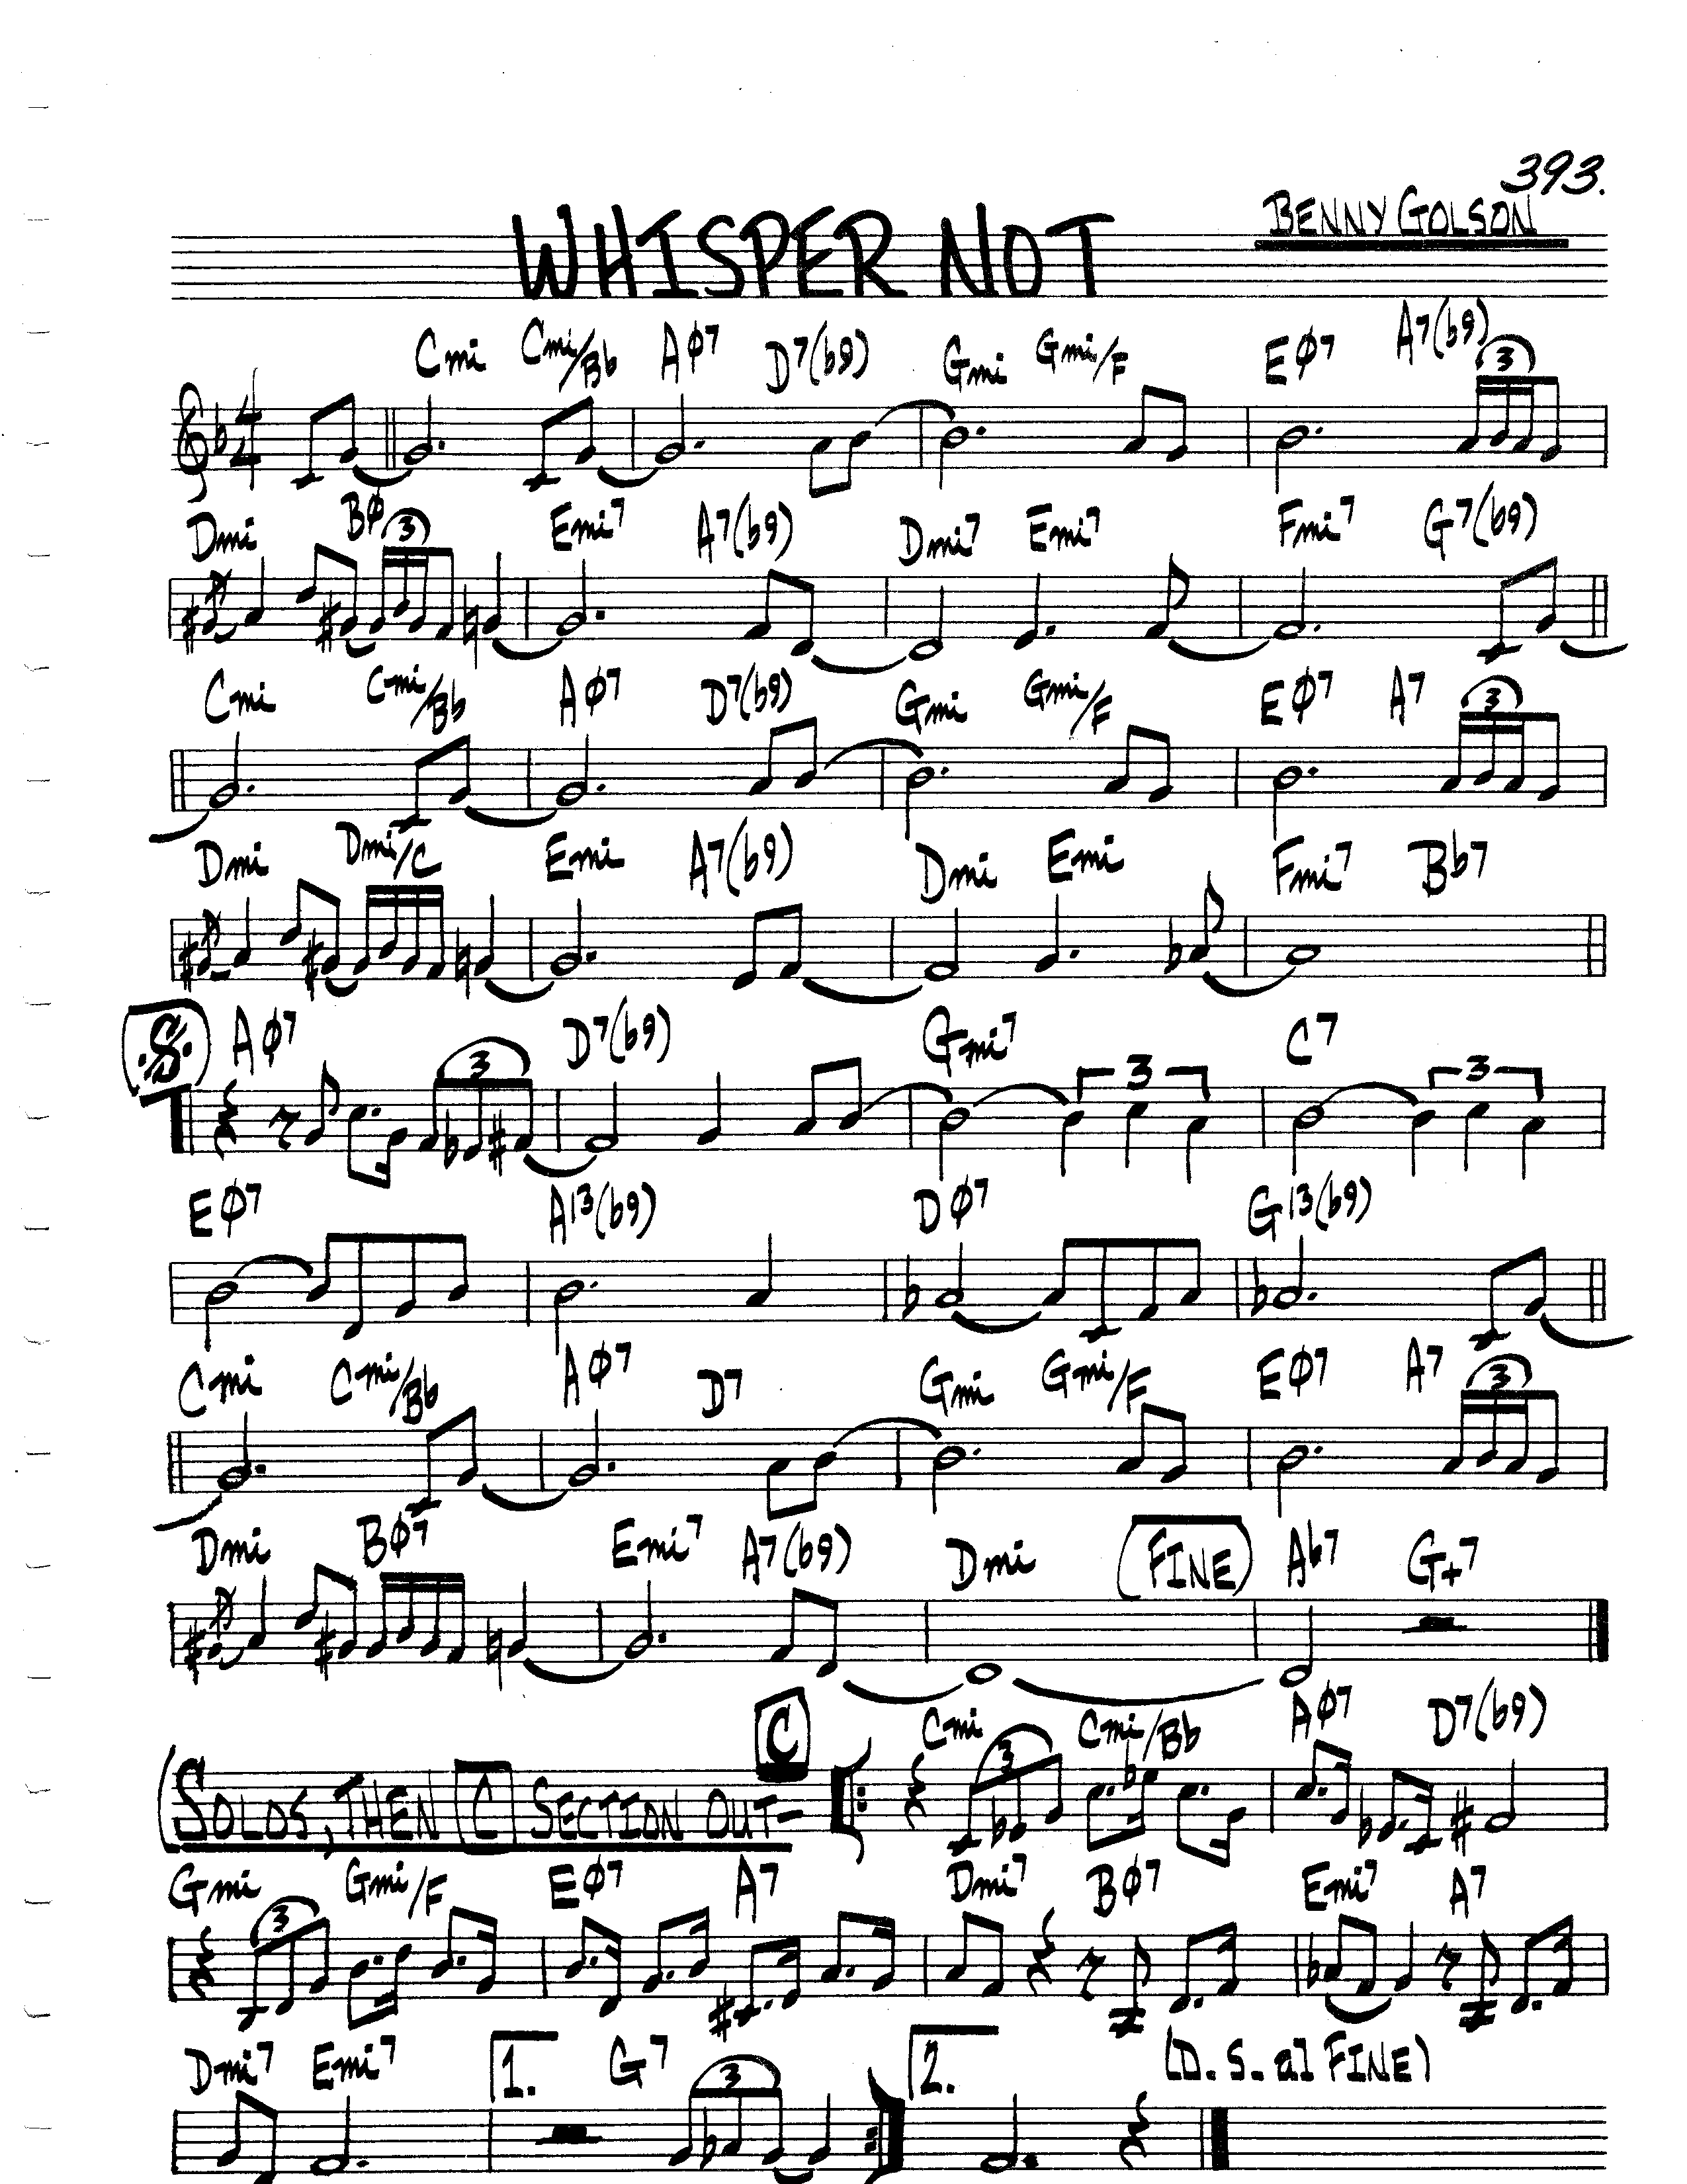 393.
WHISPER NOT
BENNY GOLSON
Cmi Cmi/Bb AØ7 D7(b9) Gmi Gmi/F EØ7 A7(b9)
4
4 3
Dmi BØ Emi7 A7(b9) Dmi7 Emi7 Fmi7 G7(b9)
3
Cmi Cmi/Bb AØ7 D7(b9) Gmi Gmi/F EØ7 A7
3
Dmi Dmi/C Emi A7(b9) Dmi Emi Fmi7 Bb7
AØ7 D7(b9) Gmi7 C7
3 3 3
EØ7 A13(b9) DØ7 G13(b9)
Cmi Cmi/Bb AØ7 D7 Gmi Gmi/F EØ7 A7
3
Dmi BØ7 Emi7 A7(b9) Dmi (FINE) Ab7 G+7
C
Cmi Cmi/Bb AØ7 D7(b9)
3
(SOLOS, THEN [C] SECTION OUT-
Gmi Gmi/F EØ7 A7 Dmi7 BØ7 Emi7 A7
3
Dmi7 Emi7 1. G7 2. (D.S. al FINE)
3